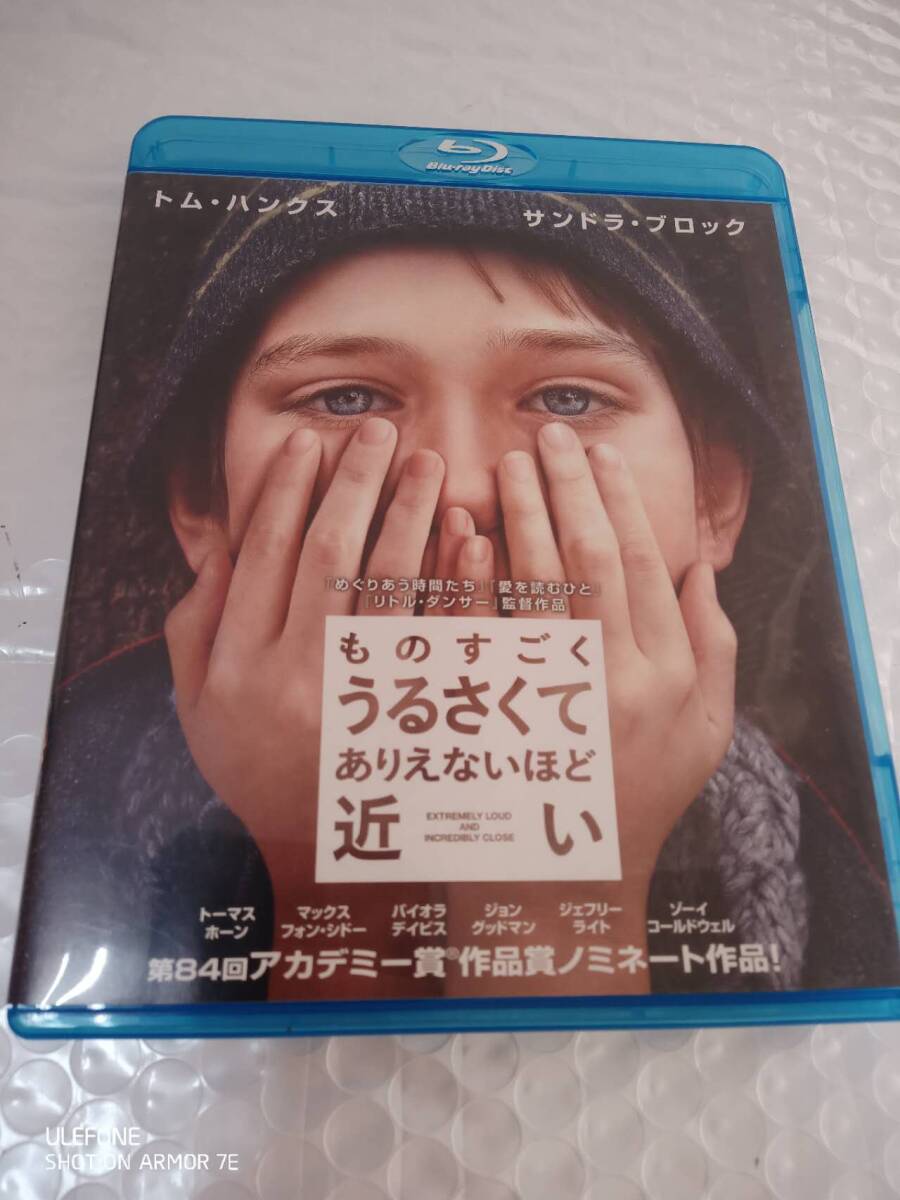 Blu-ray Disc
トム・ハンクス
サンドラ・ブロック
『めぐりあう時間たち』『愛を読むひと』
『リトル・ダンサー』監督作品
ものすごく
うるさくて
ありえないほど
近い
EXTREMELY LOUD
AND
INCREDIBLY CLOSE
トーマス
ホーン
マックス
フォン・シドー
バイオラ
デイビス
ジョン
グッドマン
ジェフリー
ライト
ゾーイ
コールドウェル
第84回アカデミー賞®作品賞ノミネート作品!
ULEFONE
SHOT ON ARMOR 7E